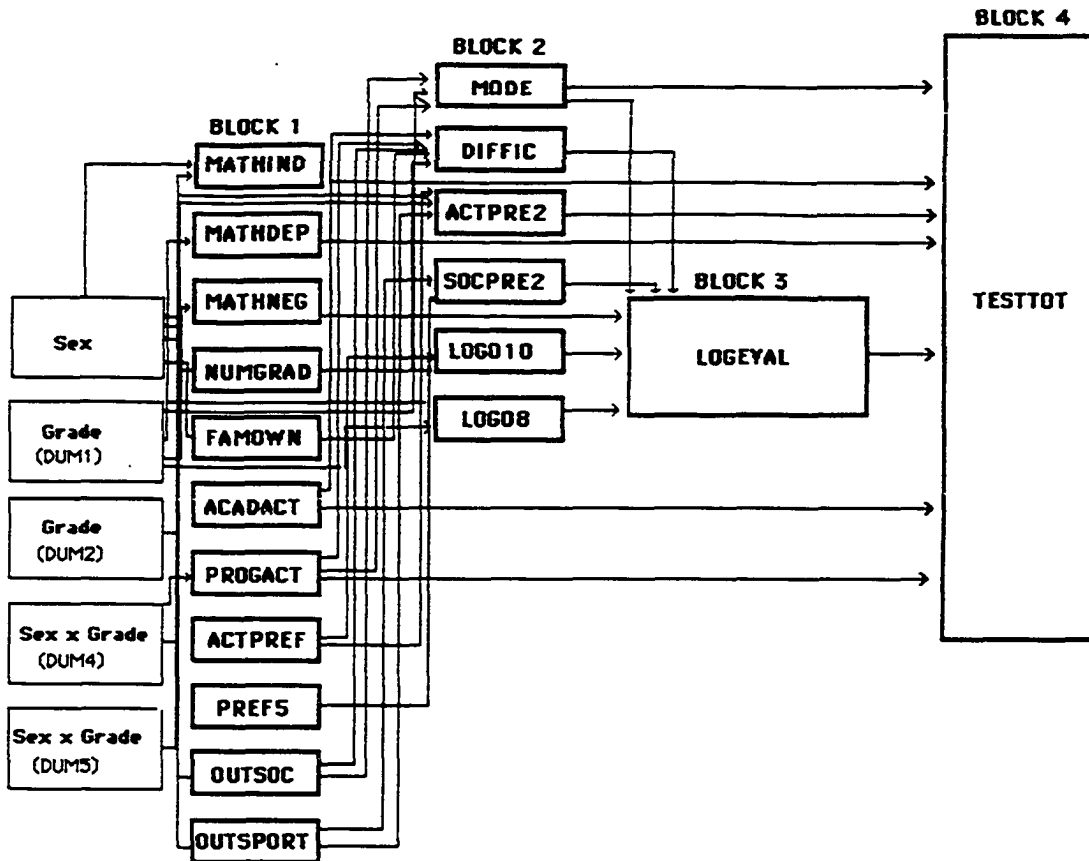 BLOCK 4
BLOCK 2
MODE
BLOCK 1
DIFFIC
MATHIND
ACTPRE2
MATHDEP
SOCPRE2
BLOCK 3
MATHNEG
TESTTOT
Sex
LOGO10
LOGEVAL
NUMGRAD
LOGO8
Grade
(DUM1)
FAMOWN
ACADACT
Grade
(DUM2)
PROGACT
Sex x Grade
(DUM4)
ACTPREF
PREF5
Sex x Grade
(DUM5)
OUTSOC
OUTSPORT